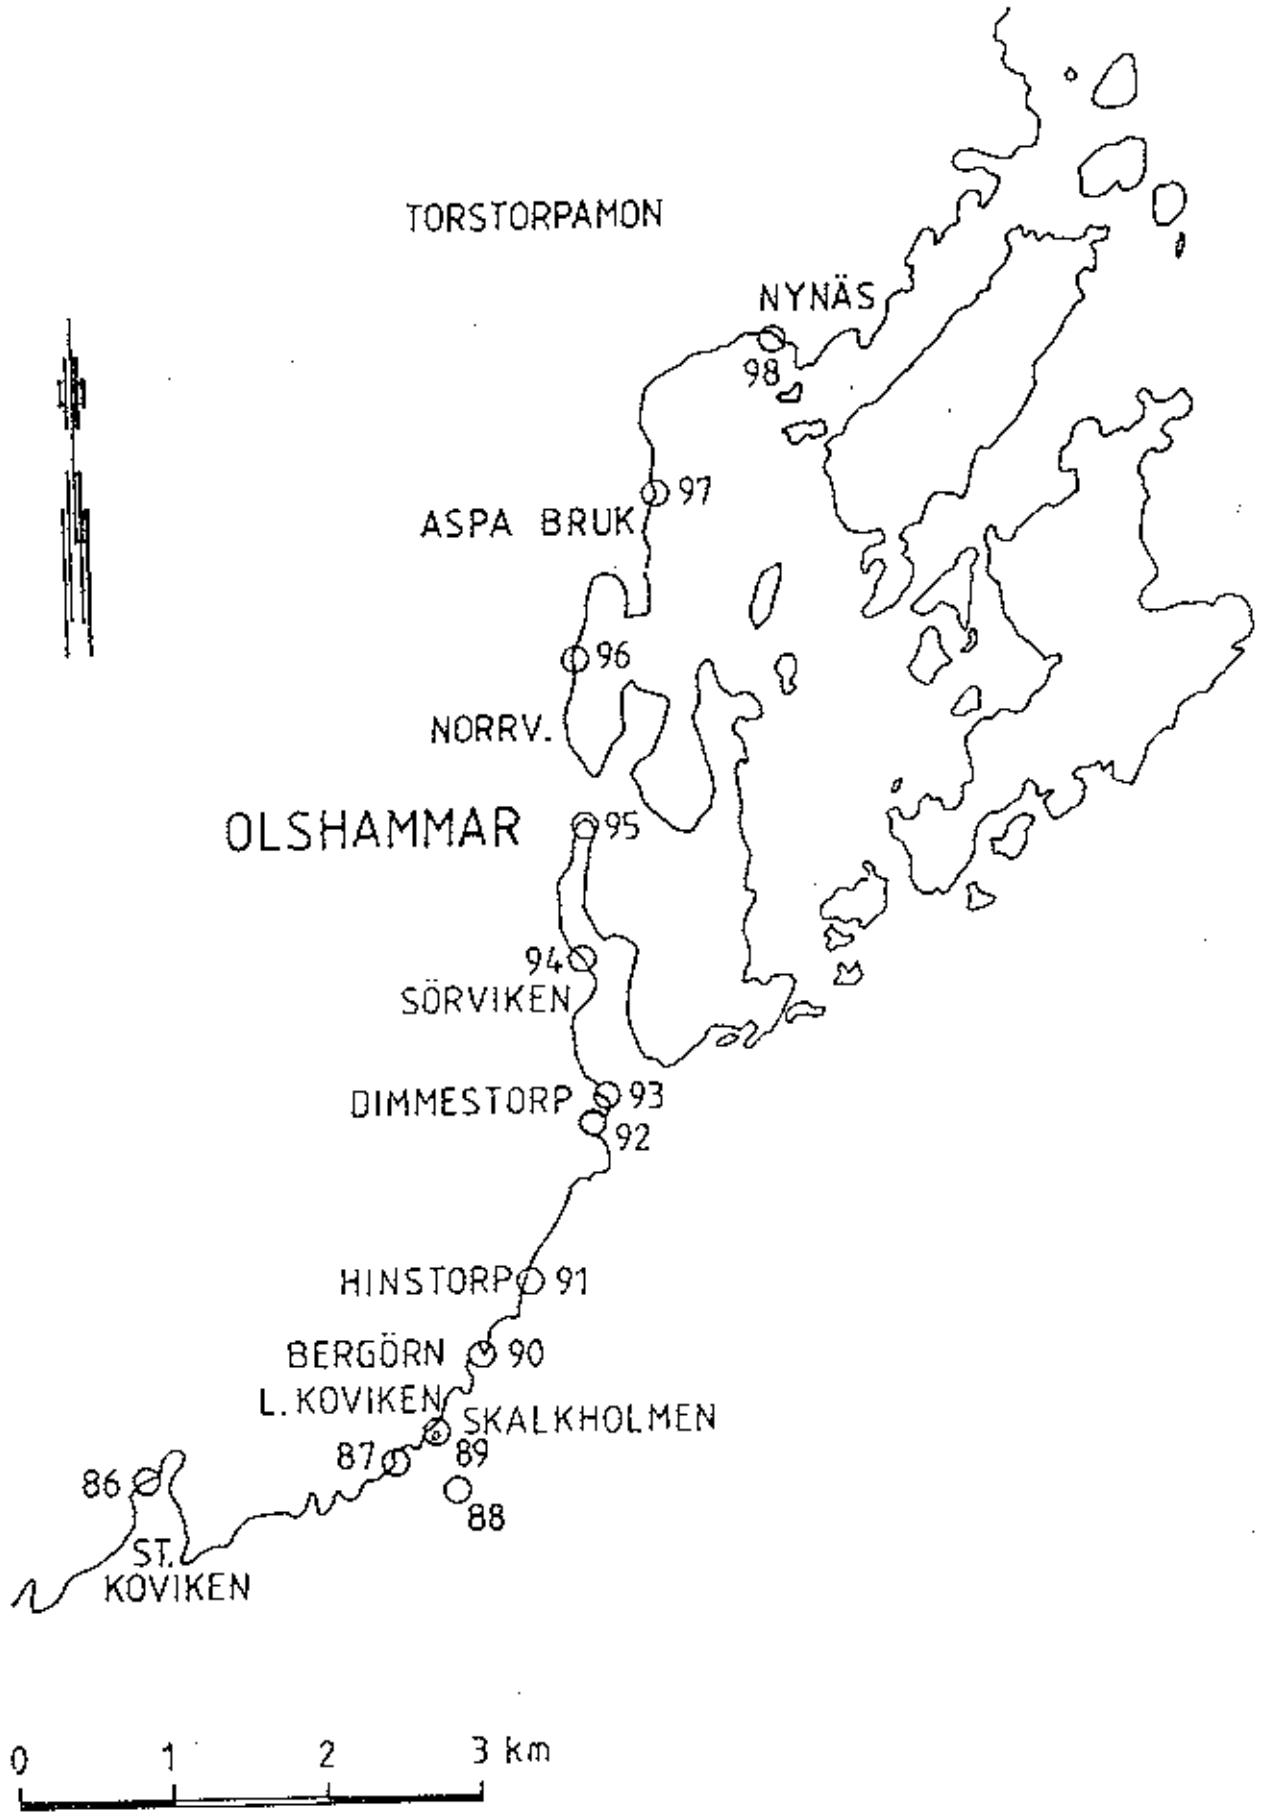 TORSTORPAMON
NYNÄS
98
97
ASPA BRUK
96
NORRV.
OLSHAMMAR
95
94
SÖRVIKEN
DIMMESTORP
93
92
HINSTORP
91
BERGÖRN
90
L. KOVIKEN
SKALKHOLMEN
87
89
86
88
ST.
KOVIKEN
0 1 2 3 km